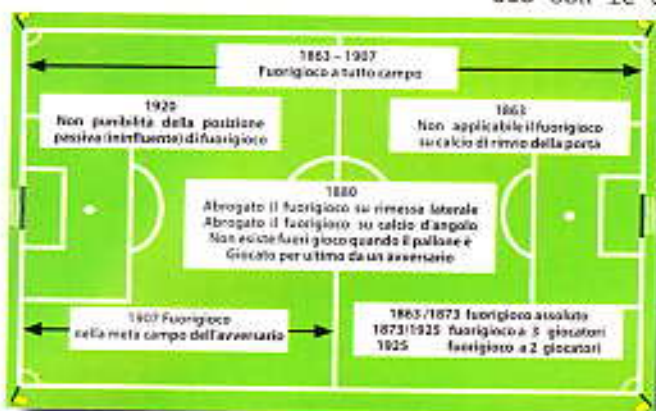 1863 – 1907
Fuorigioco a tutto campo
1920
Non punibilità della posizione
passiva (ininfluente) di fuorigioco
1863
Non applicabile il fuorigioco
su calcio di rinvio della porta
1880
Abrogato il fuorigioco su rimessa laterale
Abrogato il fuorigioco su calcio d'angolo
Non esiste fuori gioco quando il pallone è
Giocato per ultimo da un avversario
1907 Fuorigioco
nella meta campo dell'avversario
1863/1873 fuorigioco assoluto
1873/1925 fuorigioco a 3 giocatori
1925 fuorigioco a 2 giocatori